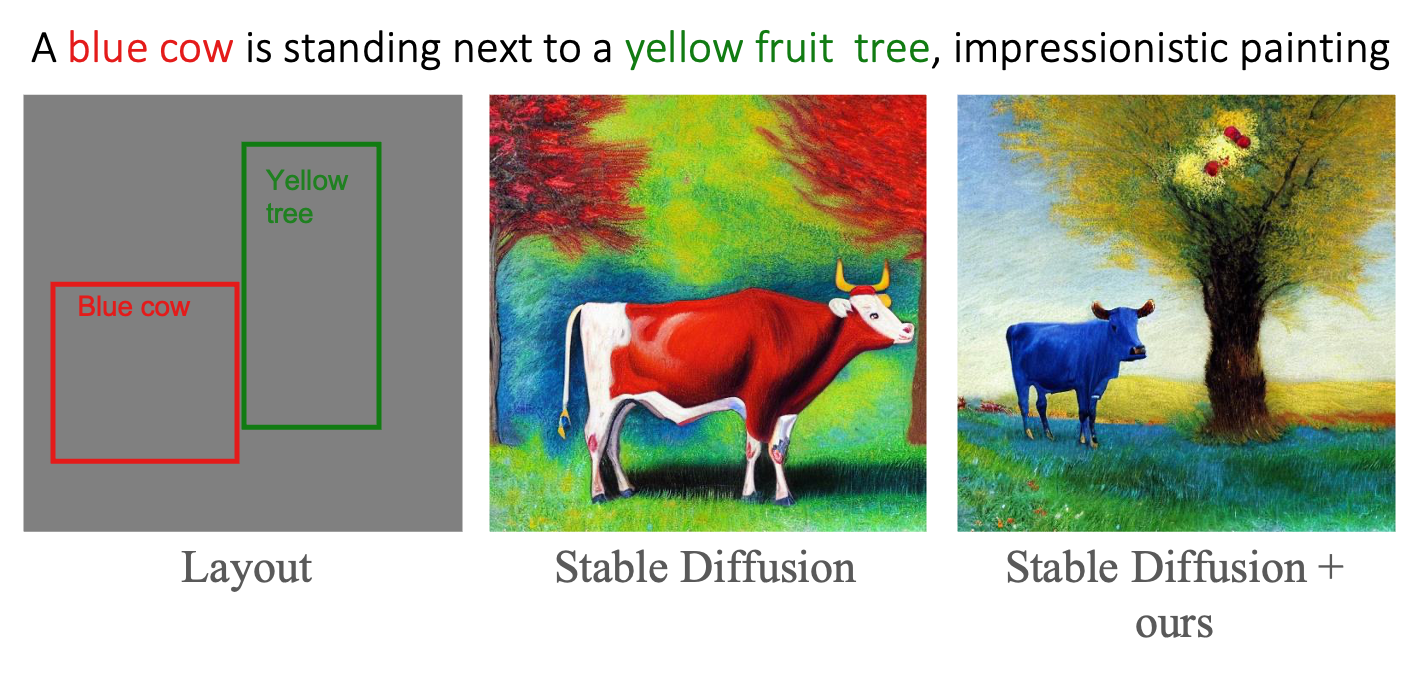 A blue cow is standing next to a yellow fruit tree, impressionistic painting
Yellow
tree
Blue cow
Layout
Stable Diffusion
Stable Diffusion +
ours